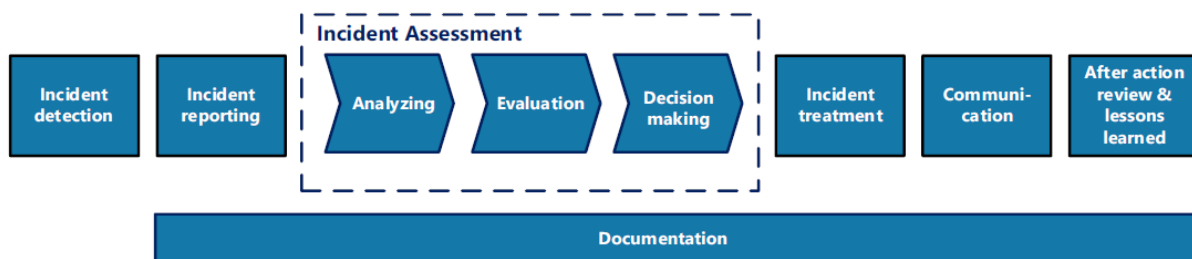 Incident Assessment
Incident
detection
Incident
reporting
Analyzing
Evaluation
Decision
making
Incident
treatment
Communi-
cation
After action
review &
lessons
learned
Documentation